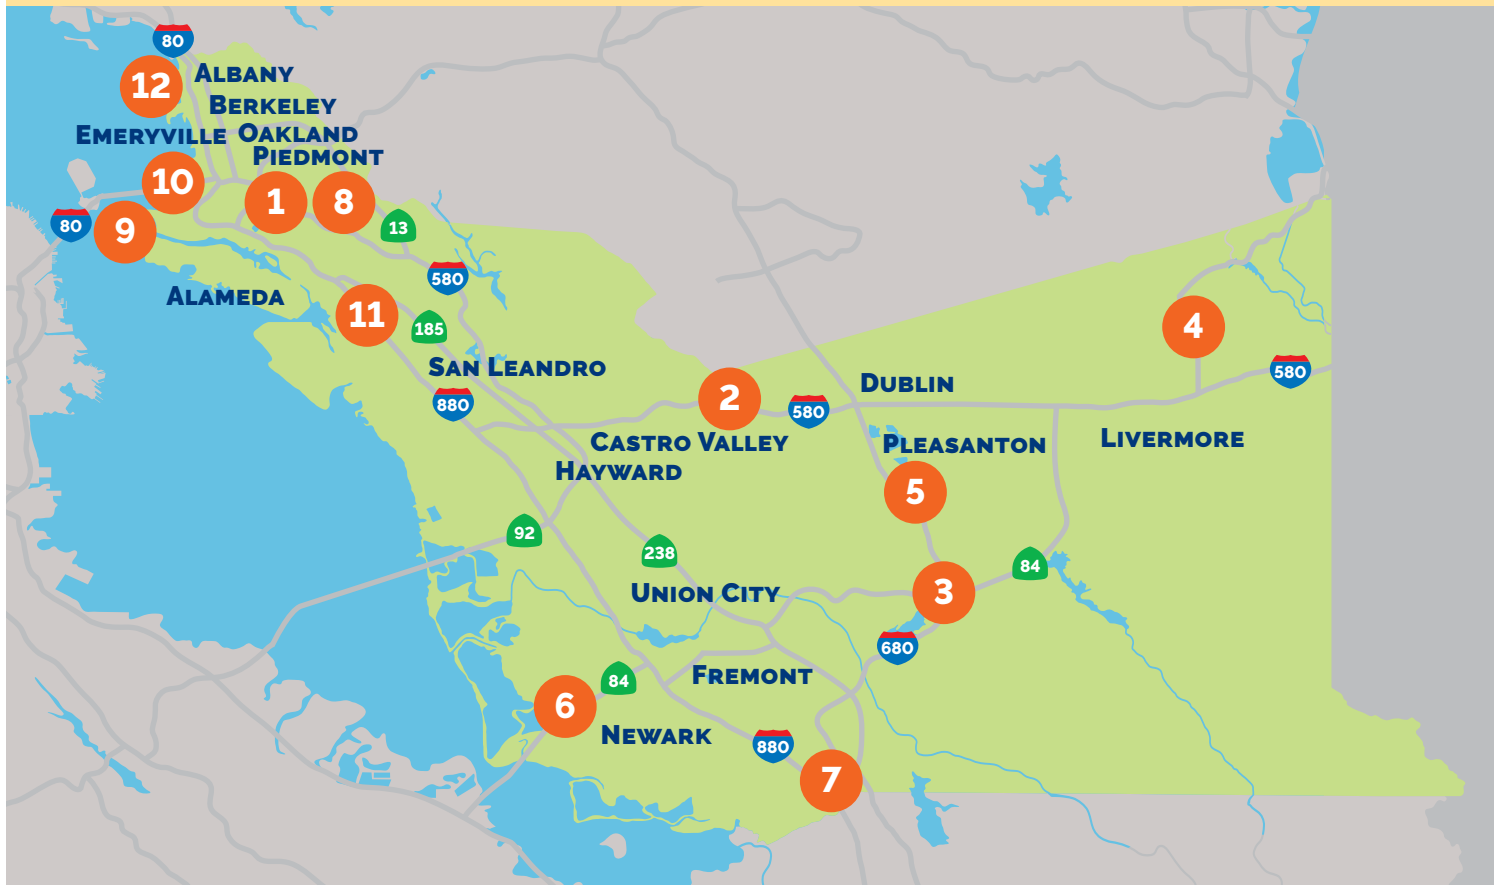 80
12
ALBANY
BERKELEY
EMERYVILLE OAKLAND
PIEDMONT
10
1
8
80
9
13
580
ALAMEDA
11
185
4
SAN LEANDRO
580
DUBLIN
2
880
580
CASTRO VALLEY
PLEASANTON
LIVERMORE
HAYWARD
5
92
238
84
UNION CITY
3
680
84
FREMONT
6
NEWARK
880
7